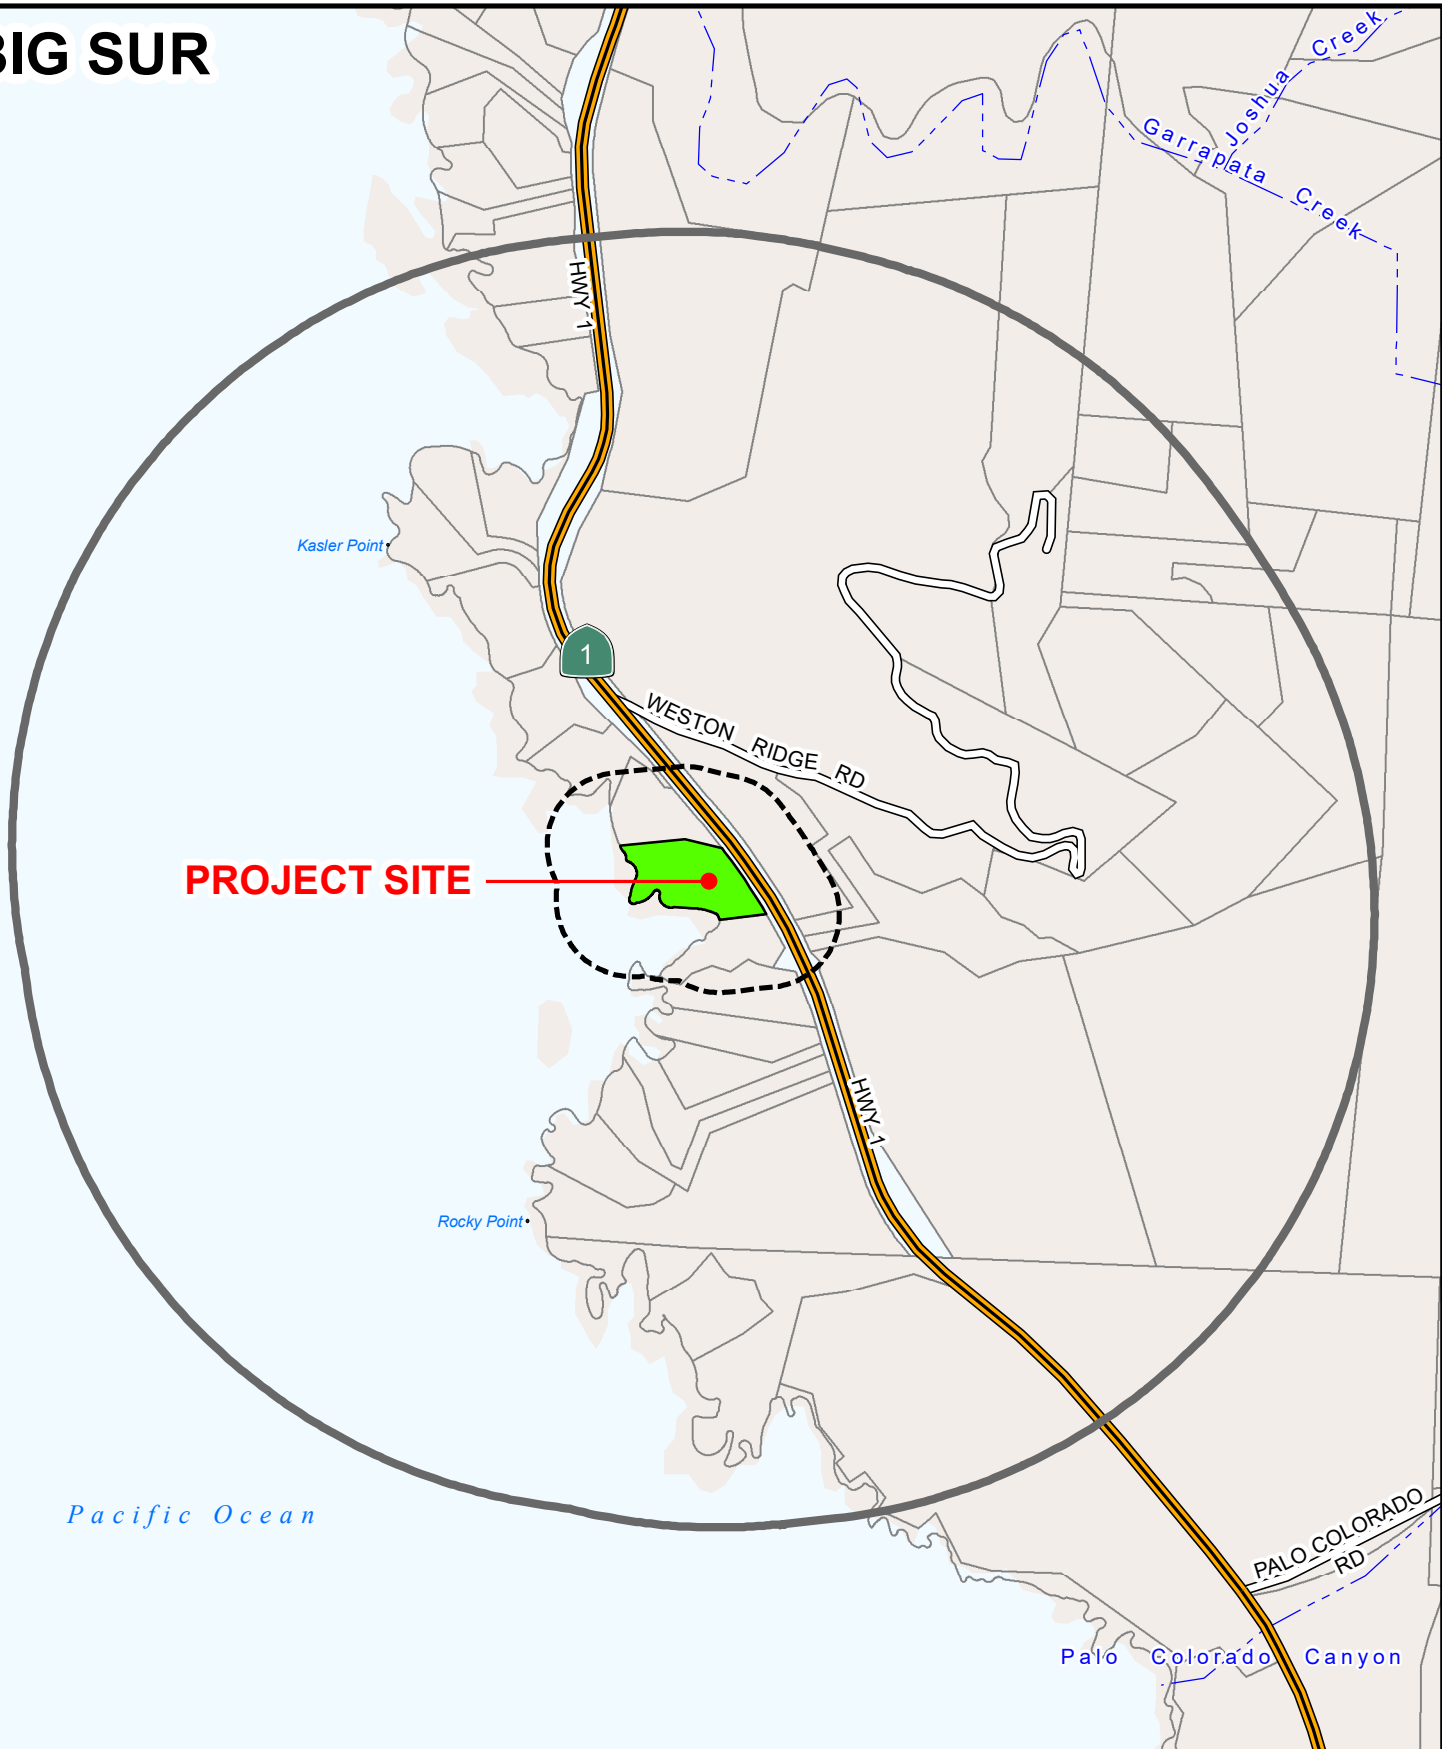 BIG SUR
Joshua Creek
Garrapata Creek
HWY 1
Kasler Point
1
WESTON RIDGE RD
PROJECT SITE
HWY 1
Rocky Point
Pacific Ocean
PALO COLORADO
RD
Palo Colorado Canyon